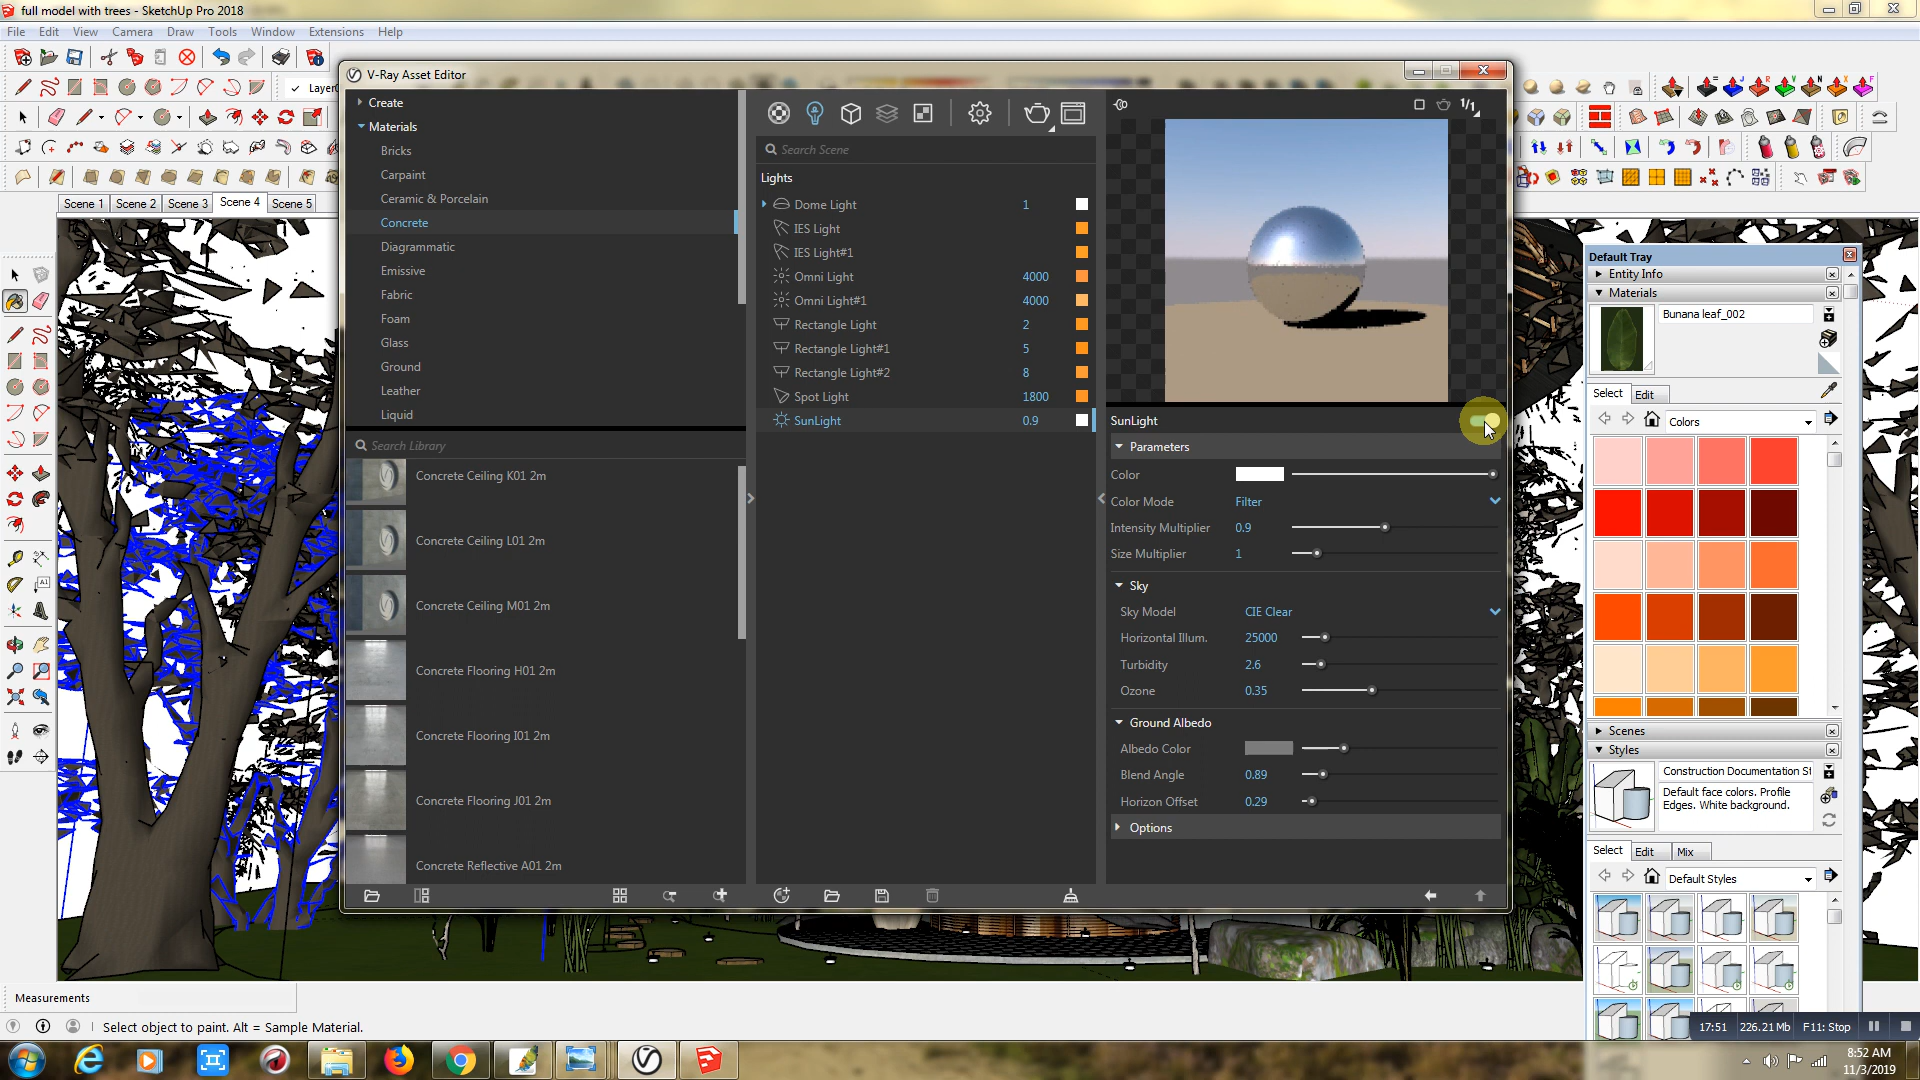 full model with trees - SketchUp Pro 2018
File Edit View Camera Draw Tools Window Extensions Help
V-Ray Asset Editor
Create
Materials
Bricks
Carpaint
Ceramic & Porcelain
Concrete
Diagrammatic
Emissive
Fabric
Foam
Glass
Ground
Leather
Liquid
Search Library
Concrete Ceiling K01 2m
Concrete Ceiling L01 2m
Concrete Ceiling M01 2m
Concrete Flooring H01 2m
Concrete Flooring I01 2m
Concrete Flooring J01 2m
Concrete Reflective A01 2m
Search Scene
Lights
Dome Light 1
IES Light
IES Light#1
Omni Light 4000
Omni Light#1 4000
Rectangle Light 2
Rectangle Light#1 5
Rectangle Light#2 8
Spot Light 1800
SunLight 0.9
1/1
SunLight
Parameters
Color
Color Mode Filter
Intensity Multiplier 0.9
Size Multiplier 1
Sky
Sky Model CIE Clear
Horizontal Illum. 25000
Turbidity 2.6
Ozone 0.35
Ground Albedo
Albedo Color
Blend Angle 0.89
Horizon Offset 0.29
Options
Scene 1 Scene 2 Scene 3 Scene 4 Scene 5
Default Tray
Entity Info
Materials
Bunana leaf_002
Select Edit
Colors
Scenes
Styles
Construction Documentation St
Default face colors. Profile
Edges. White background.
Select Edit Mix
Default Styles
Measurements
Select object to paint. Alt = Sample Material.
17:51 226.21 Mb F11: Stop
8:52 AM
11/3/2019